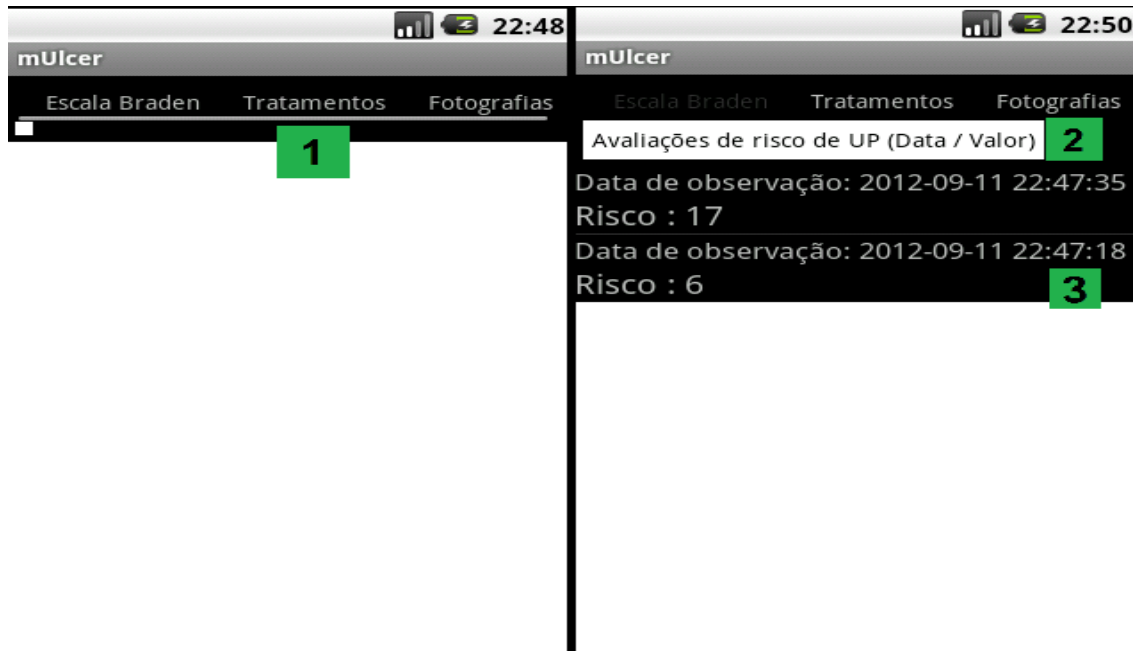 22:48
mUlcer
Escala Braden Tratamentos Fotografias
1
22:50
mUlcer
Escala Braden Tratamentos Fotografias
Avaliações de risco de UP (Data / Valor) 2
Data de observação: 2012-09-11 22:47:35
Risco : 17
Data de observação: 2012-09-11 22:47:18
Risco : 6 3